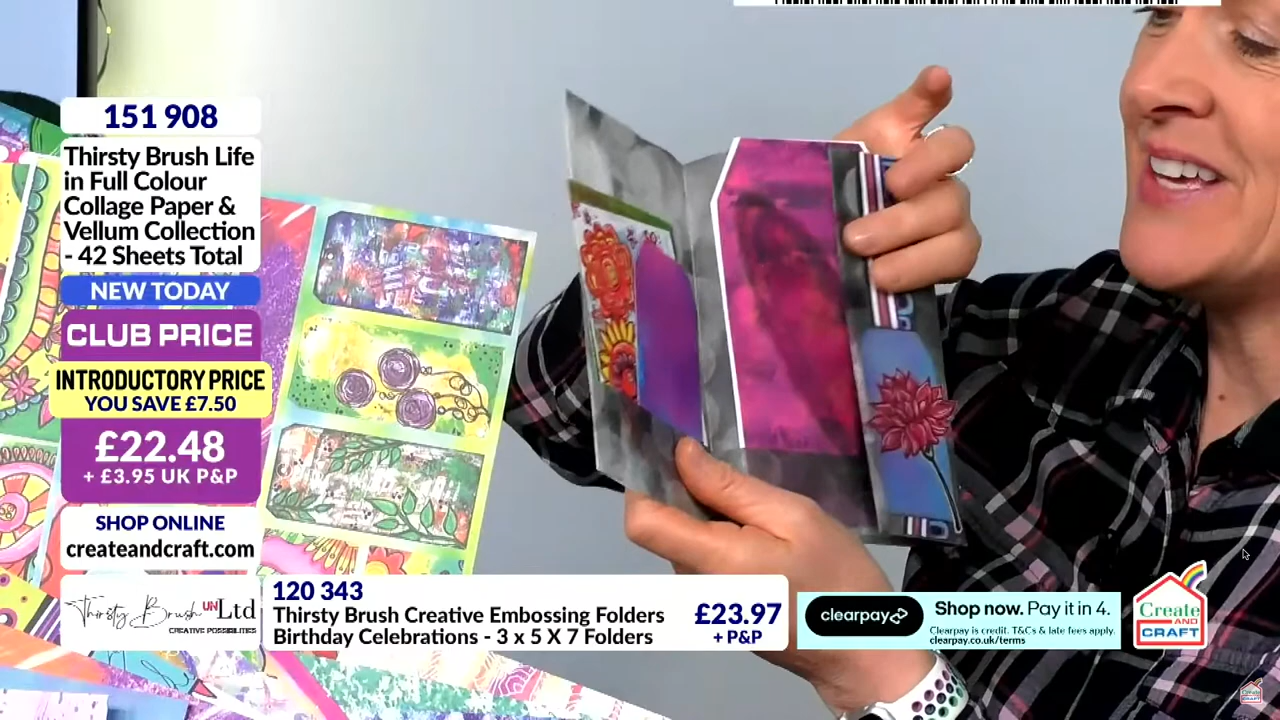 151 908
Thirsty Brush Life
in Full Colour
Collage Paper &
Vellum Collection
- 42 Sheets Total
NEW TODAY
CLUB PRICE
INTRODUCTORY PRICE
YOU SAVE £7.50
£22.48
+ £3.95 UK P&P
SHOP ONLINE
createandcraft.com
Thirsty Brush UNLtd
CREATIVE POSSIBILITIES
120 343
Thirsty Brush Creative Embossing Folders
Birthday Celebrations - 3 x 5 X 7 Folders
£23.97
+ P&P
clearpay
Shop now. Pay it in 4.
Clearpay is credit. T&Cs & late fees apply.
clearpay.co.uk/terms
Create
AND
CRAFT